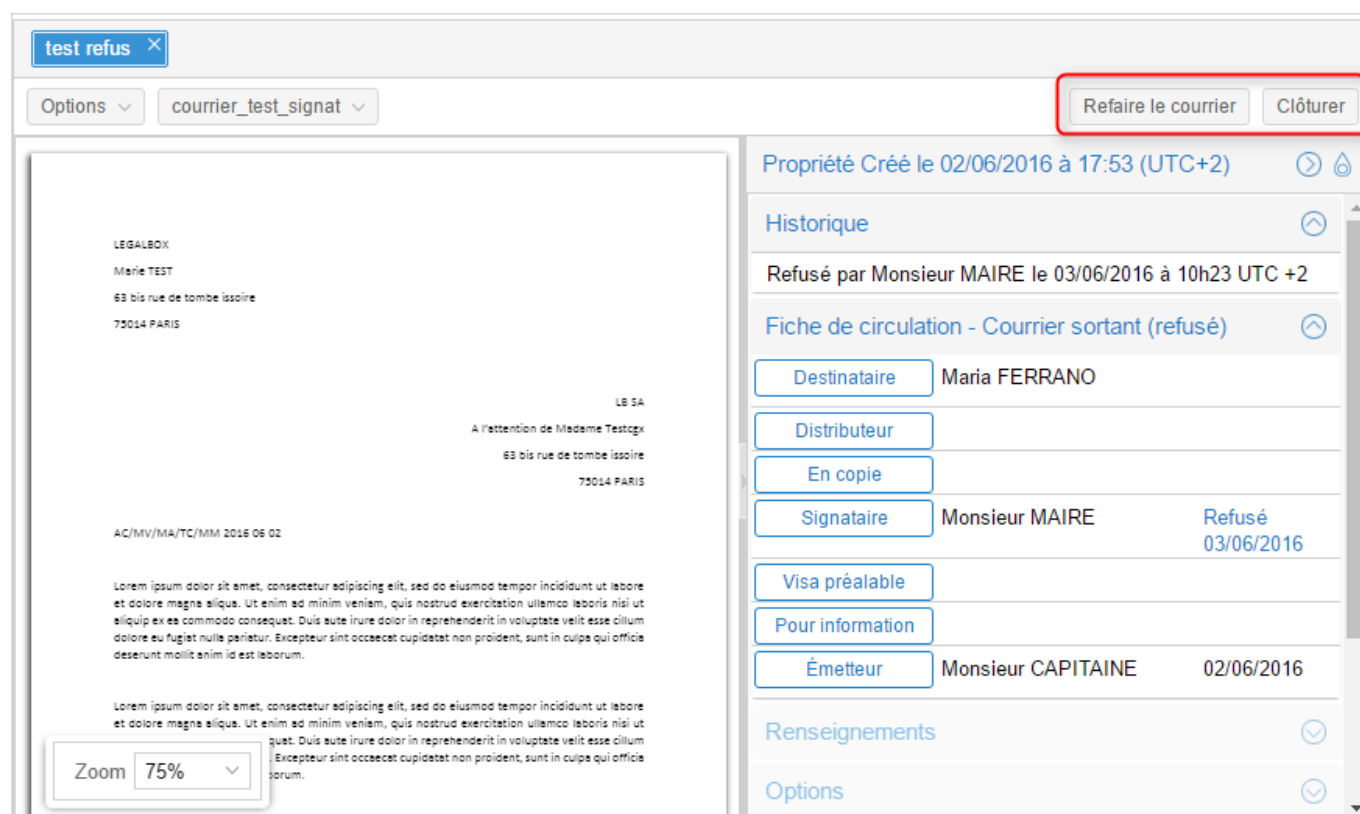 test refus
Options
courrier_test_signat
Refaire le courrier
Clôturer
LEGALBOX
Marie TEST
63 bis rue de tombe issoire
75014 PARIS
LB SA
A l'attention de Madame Testcgx
63 bis rue de tombe issoire
75014 PARIS
AC/MV/MA/TC/MM 2016 06 02
Lorem ipsum dolor sit amet, consectetur adipiscing elit, sed do eiusmod tempor incididunt ut labore
et dolore magna aliqua. Ut enim ad minim veniam, quis nostrud exercitation ullamco laboris nisi ut
aliquip ex ea commodo consequat. Duis aute irure dolor in reprehenderit in voluptate velit esse cillum
dolore eu fugiat nulla pariatur. Excepteur sint occaecat cupidatat non proident, sunt in culpa qui officia
deserunt mollit anim id est laborum.
Lorem ipsum dolor sit amet, consectetur adipiscing elit, sed do eiusmod tempor incididunt ut labore
et dolore magna aliqua. Ut enim ad minim veniam, quis nostrud exercitation ullamco laboris nisi ut
quat. Duis aute irure dolor in reprehenderit in voluptate velit esse cillum
. Excepteur sint occaecat cupidatat non proident, sunt in culpa qui officia
orum.
Zoom 75%
Propriété Créé le 02/06/2016 à 17:53 (UTC+2)
Historique
Refusé par Monsieur MAIRE le 03/06/2016 à 10h23 UTC +2
Fiche de circulation - Courrier sortant (refusé)
Destinataire Maria FERRANO
Distributeur
En copie
Signataire Monsieur MAIRE Refusé
03/06/2016
Visa préalable
Pour information
Émetteur Monsieur CAPITAINE 02/06/2016
Renseignements
Options